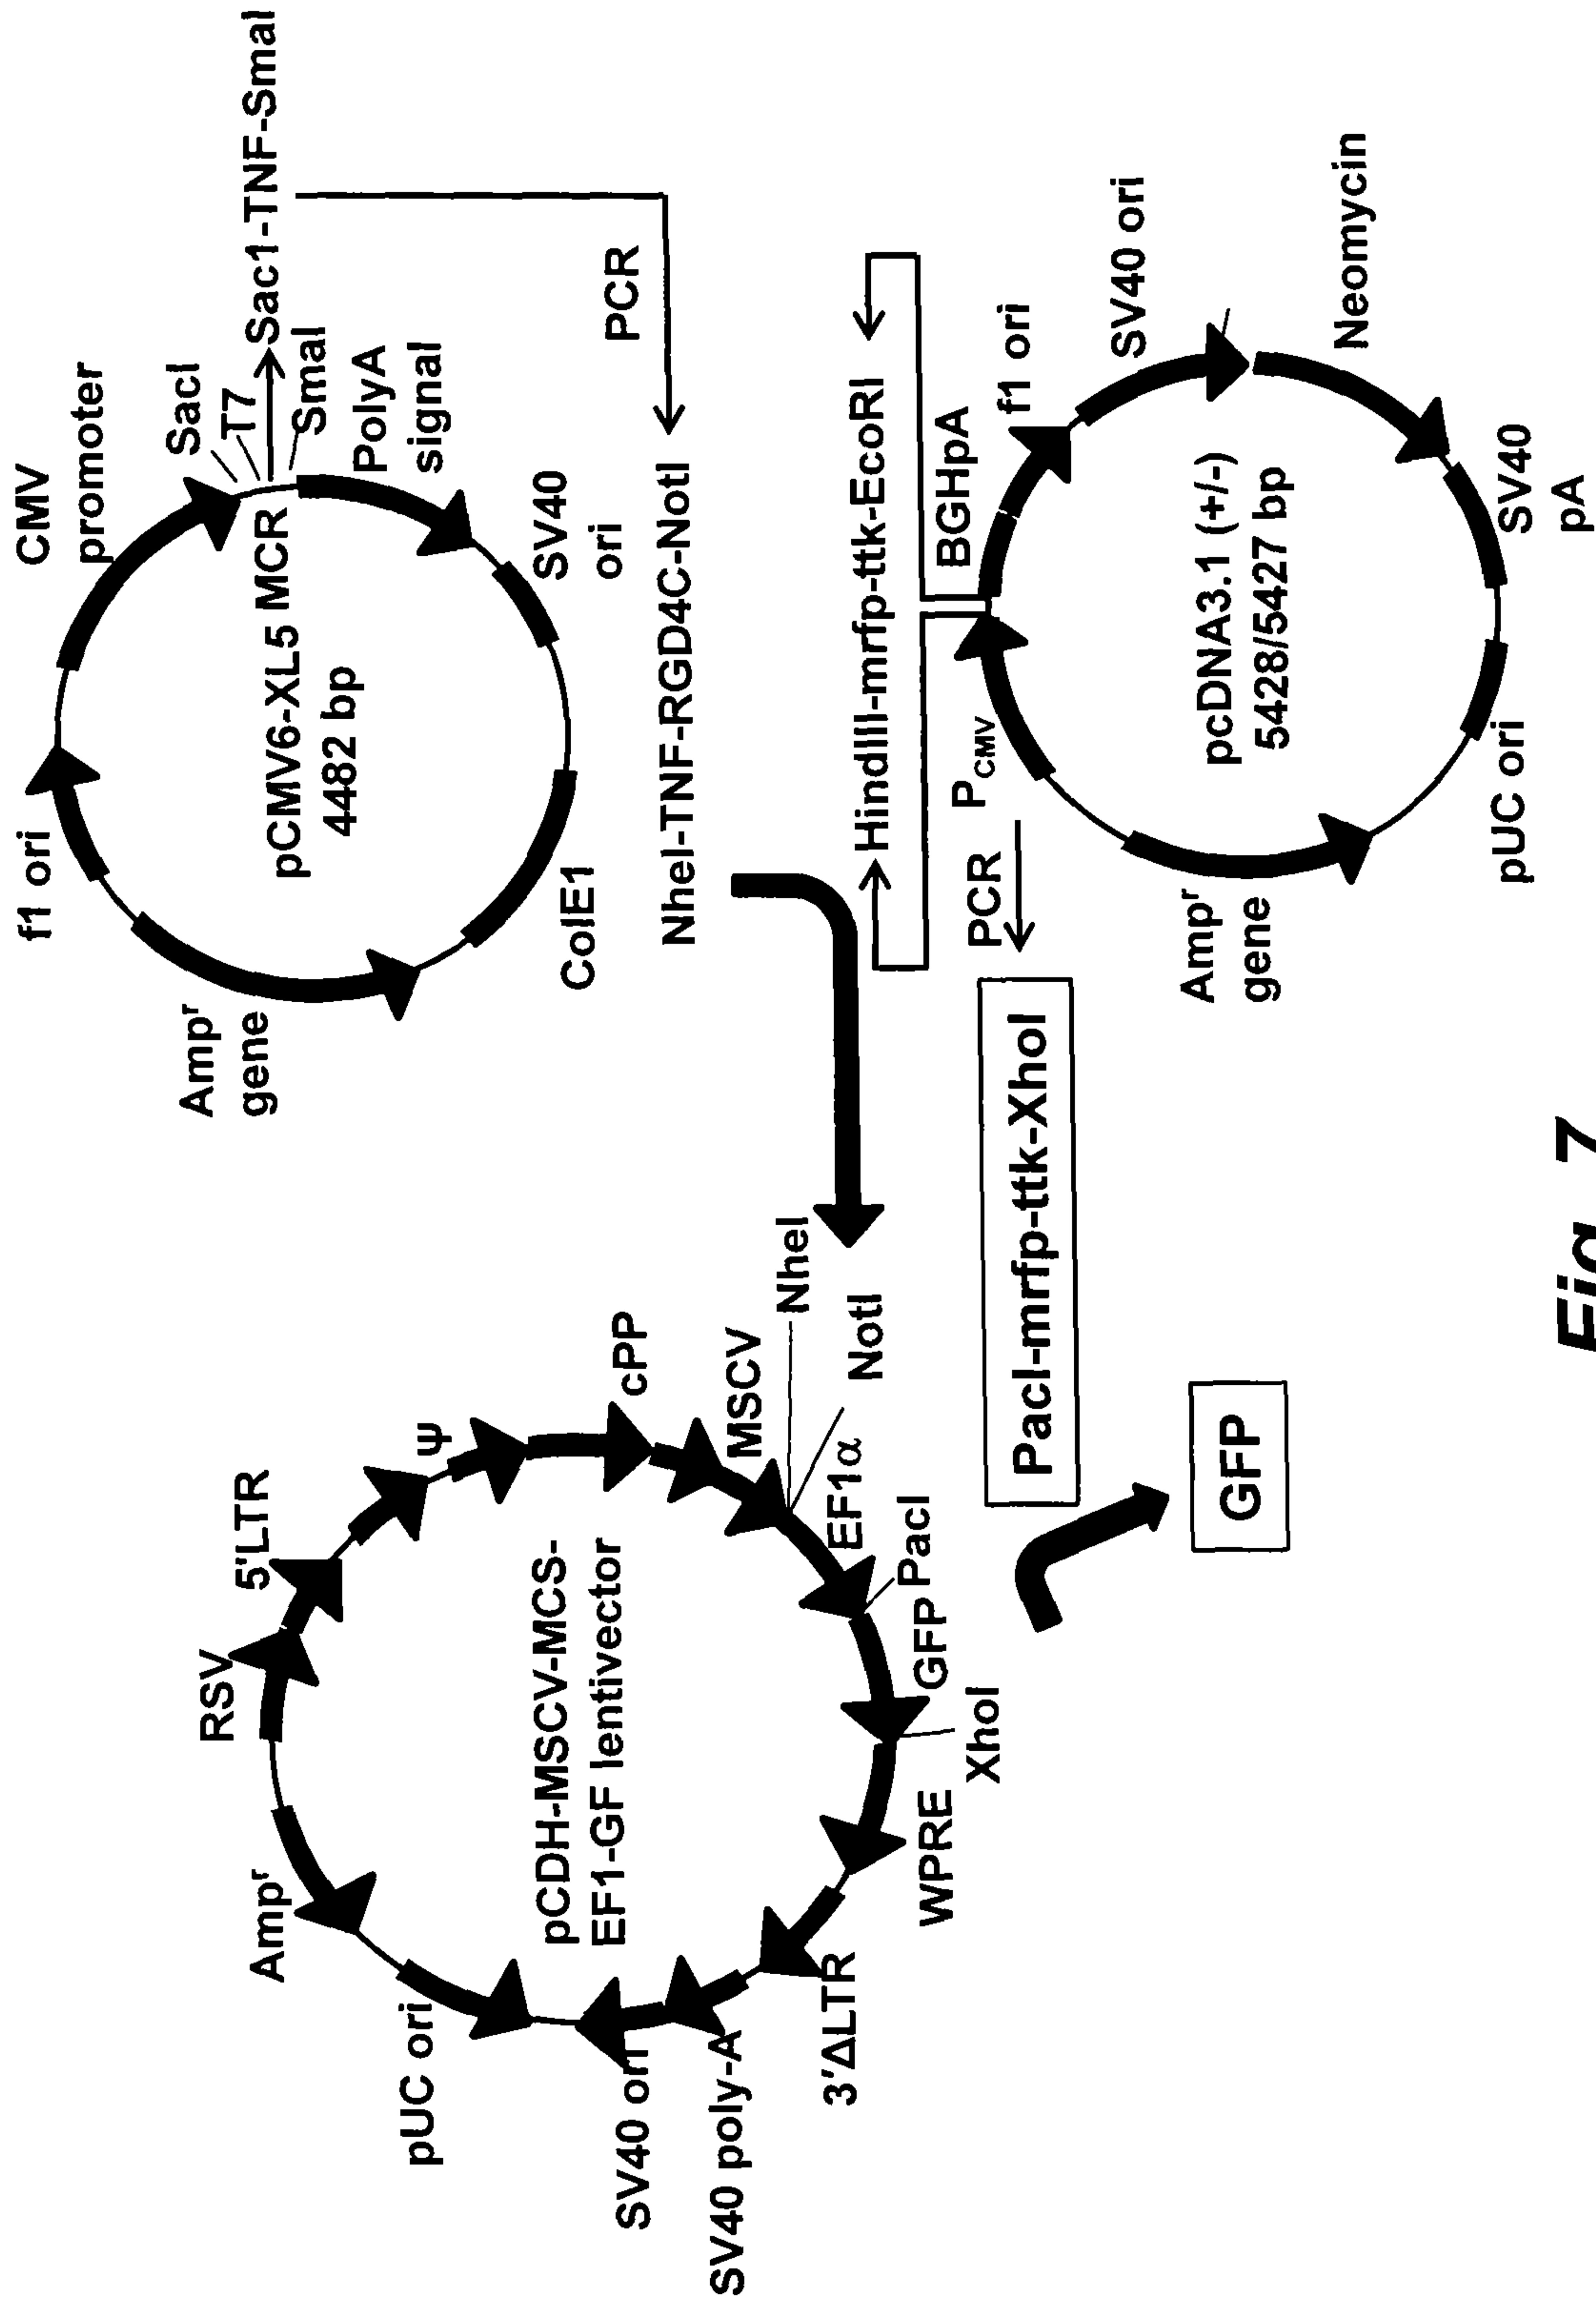 CMV
promoter
SacI
T7
Sac1-TNF-SmaI
SmaI
PolyA
signal
SV40
ori
ColE1
Amp^r
gene
f1 ori
pCMV6-XL5 MCR
4482 bp
PCR
NheI-TNF-RGD4C-NotI
RSV
5'LTR
Ψ
cPP
MSCV
NheI
NotI
EF1α
PacI
GFP
XhoI
WPRE
3'ΔLTR
SV40 poly-A
SV40 ori
pUC ori
Amp^r
pCDH-MSCV-MCS-
EF1-GF lentivector
HindIII-mrfp-ttk-EcoRI
PCR
P_CMV
BGHpA
f1 ori
SV40 ori
Neomycin
SV40
pA
pUC ori
Amp^r
gene
pcDNA3.1 (+/-)
5428/5427 bp
PacI-mrfp-ttk-XhoI
GFP
Fig 7